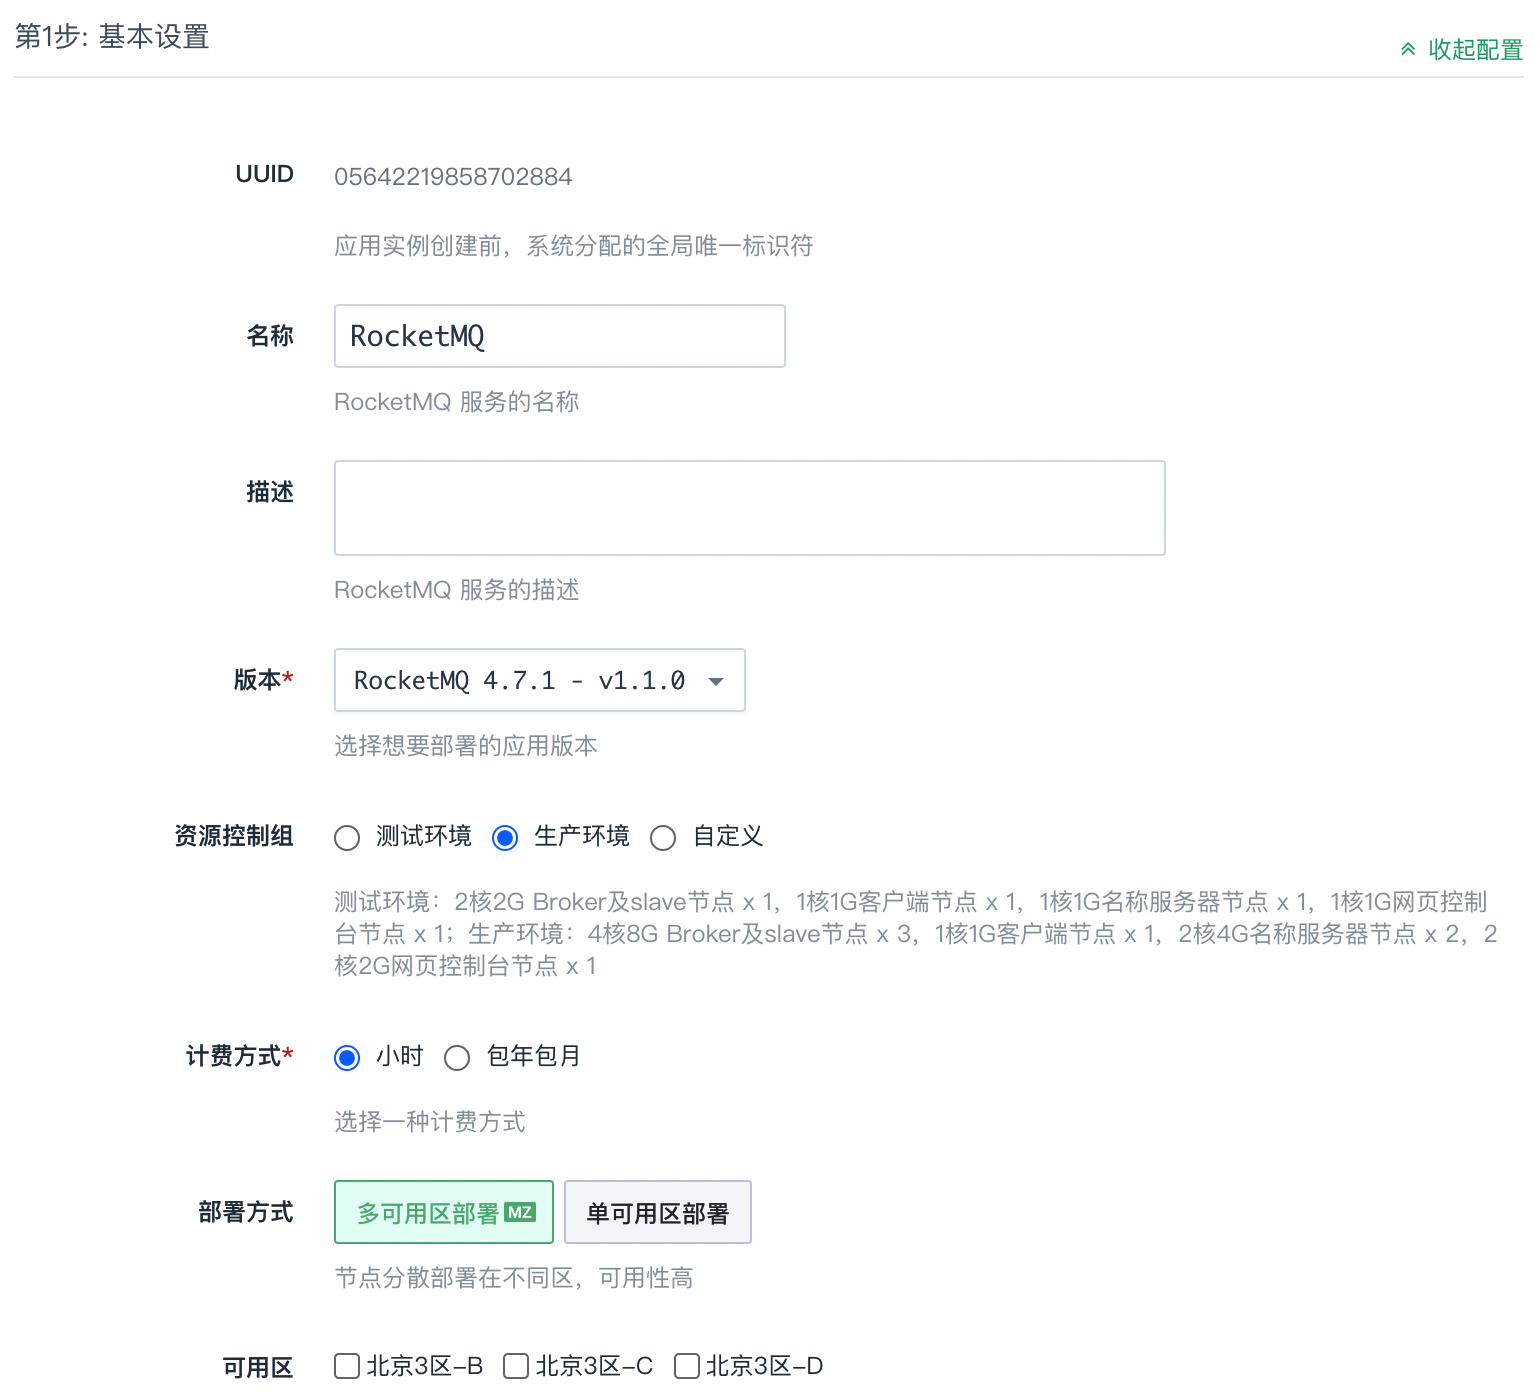 第1步: 基本设置
收起配置
UUID 05642219858702884
应用实例创建前，系统分配的全局唯一标识符
名称 RocketMQ
RocketMQ 服务的名称
描述
RocketMQ 服务的描述
版本* RocketMQ 4.7.1 - v1.1.0
选择想要部署的应用版本
资源控制组 测试环境 生产环境 自定义
测试环境：2核2G Broker及slave节点 x 1，1核1G客户端节点 x 1，1核1G名称服务器节点 x 1，1核1G网页控制
台节点 x 1；生产环境：4核8G Broker及slave节点 x 3，1核1G客户端节点 x 1，2核4G名称服务器节点 x 2，2
核2G网页控制台节点 x 1
计费方式* 小时 包年包月
选择一种计费方式
部署方式 多可用区部署 MZ 单可用区部署
节点分散部署在不同区，可用性高
可用区 北京3区-B 北京3区-C 北京3区-D